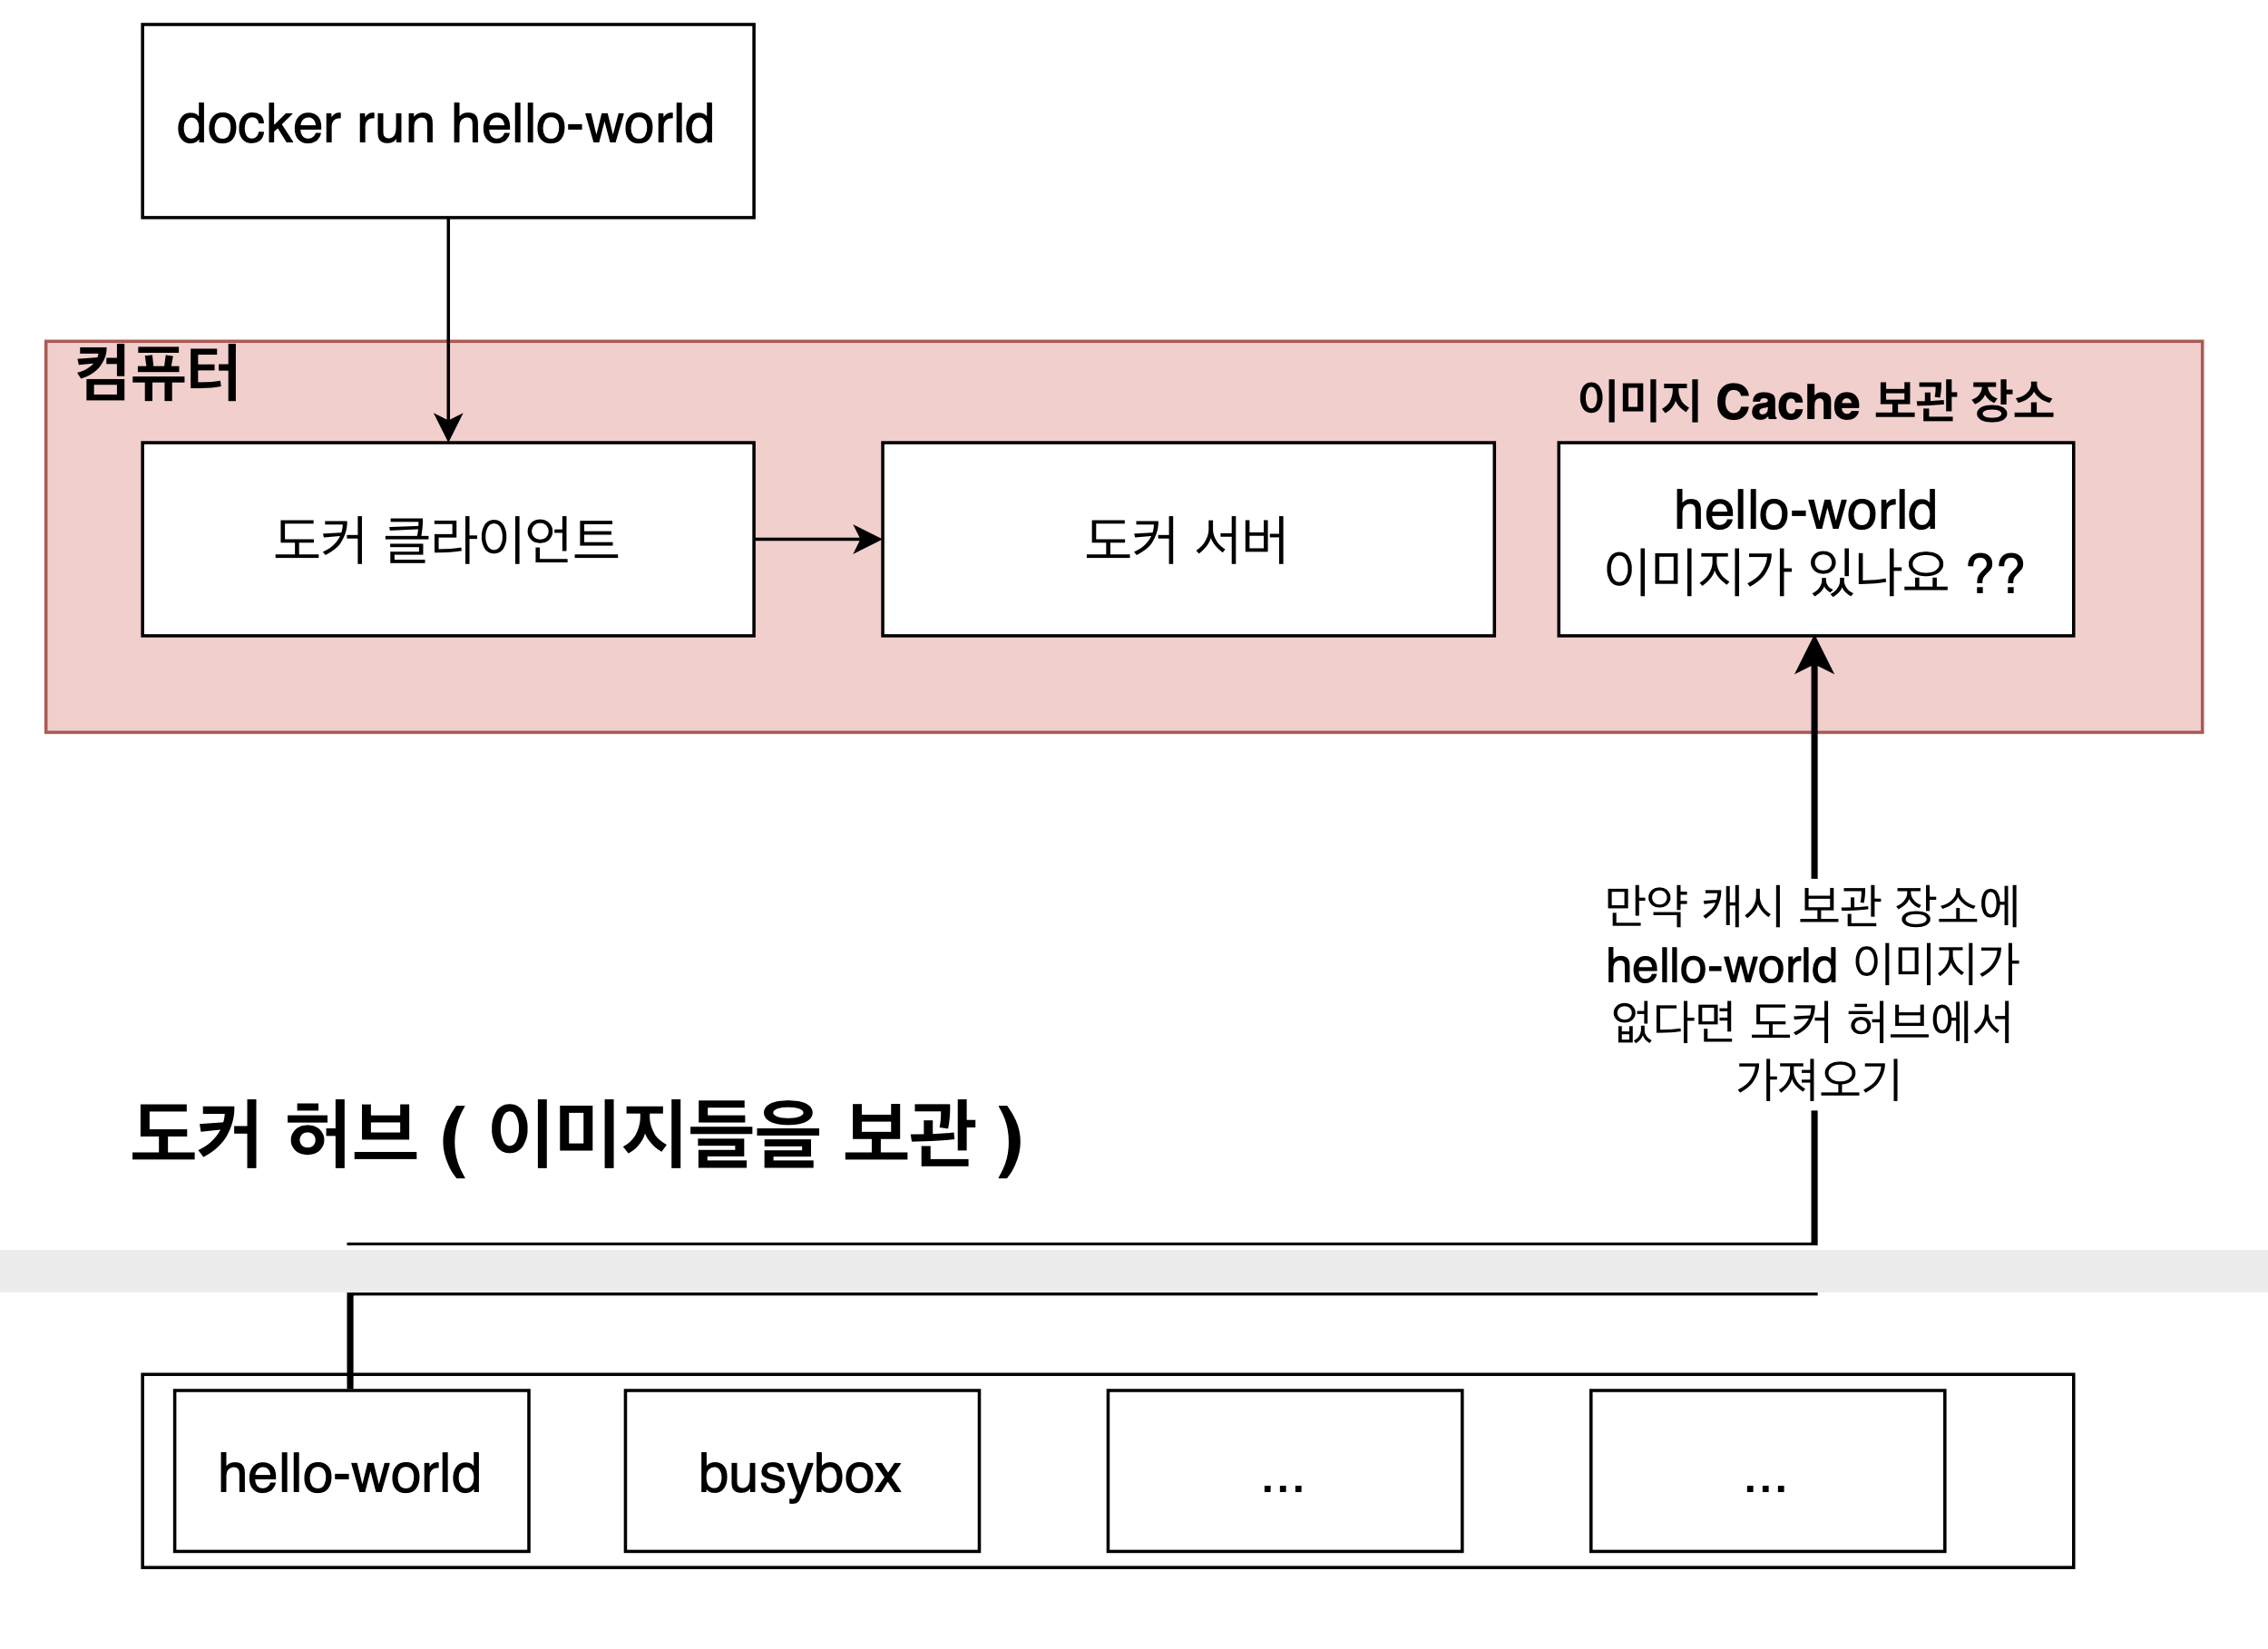 docker run hello-world
컴퓨터
이미지 Cache 보관 장소
도커 클라이언트
도커 서버
hello-world
이미지가 있나요 ??
만약 캐시 보관 장소에
hello-world 이미지가
없다면 도커 허브에서
가져오기
도커 허브 ( 이미지들을 보관 )
hello-world
busybox
...
...